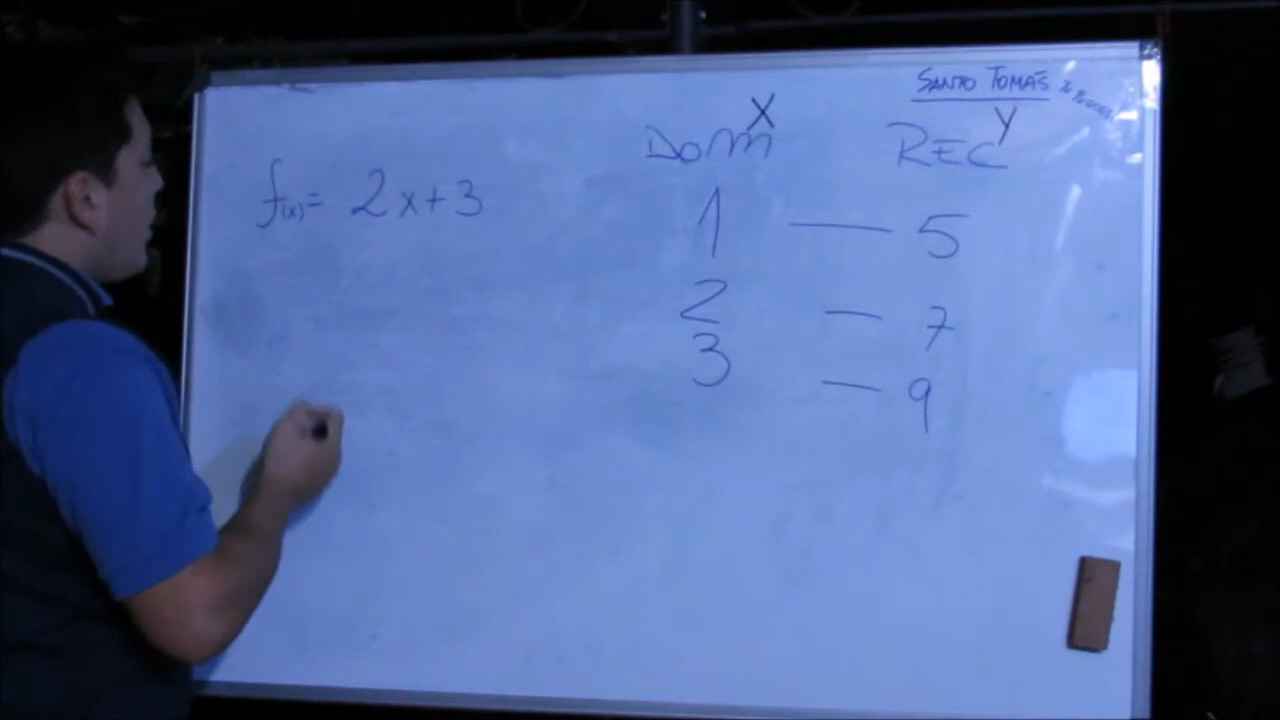 SANTO TOMÁS
X Y
DOM REC
f(x)= 2x+3
1 — 5
2 — 7
3 — 9